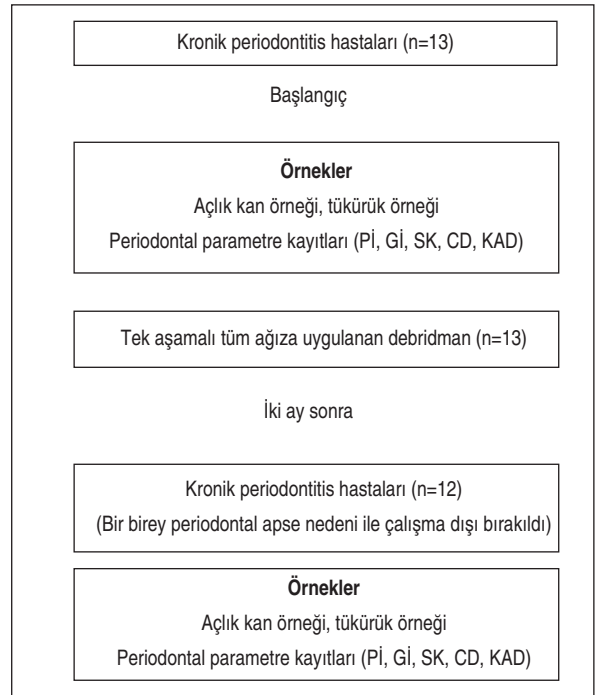 Kronik periodontitis hastaları (n=13)
Başlangıç
Örnekler
Açlık kan örneği, tükürük örneği
Periodontal parametre kayıtları (Pİ, Gİ, SK, CD, KAD)
Tek aşamalı tüm ağıza uygulanan debridman (n=13)
İki ay sonra
Kronik periodontitis hastaları (n=12)
(Bir birey periodontal apse nedeni ile çalışma dışı bırakıldı)
Örnekler
Açlık kan örneği, tükürük örneği
Periodontal parametre kayıtları (Pİ, Gİ, SK, CD, KAD)